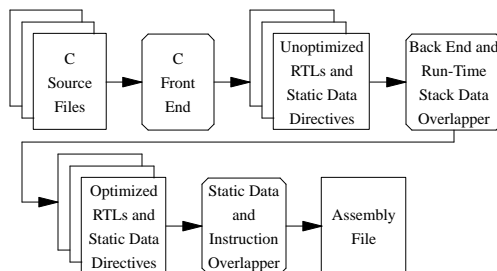 C
Source
Files
C
Front
End
Unoptimized
RTLs and
Static Data
Directives
Back End and
Run-Time
Stack Data
Overlapper
Optimized
RTLs and
Static Data
Directives
Static Data
and
Instruction
Overlapper
Assembly
File